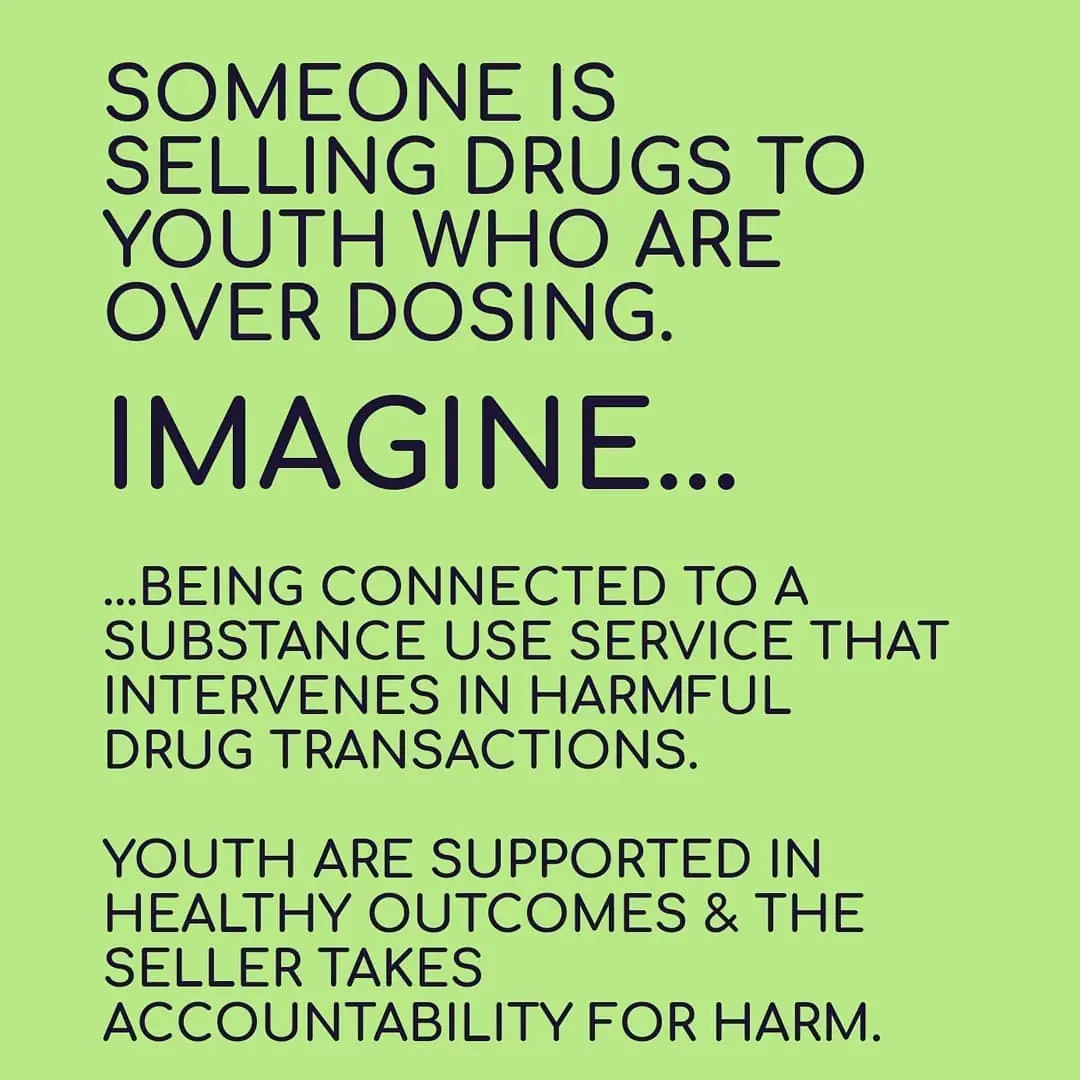 SOMEONE IS
SELLING DRUGS TO
YOUTH WHO ARE
OVER DOSING.
IMAGINE...
...BEING CONNECTED TO A
SUBSTANCE USE SERVICE THAT
INTERVENES IN HARMFUL
DRUG TRANSACTIONS.
YOUTH ARE SUPPORTED IN
HEALTHY OUTCOMES & THE
SELLER TAKES
ACCOUNTABILITY FOR HARM.